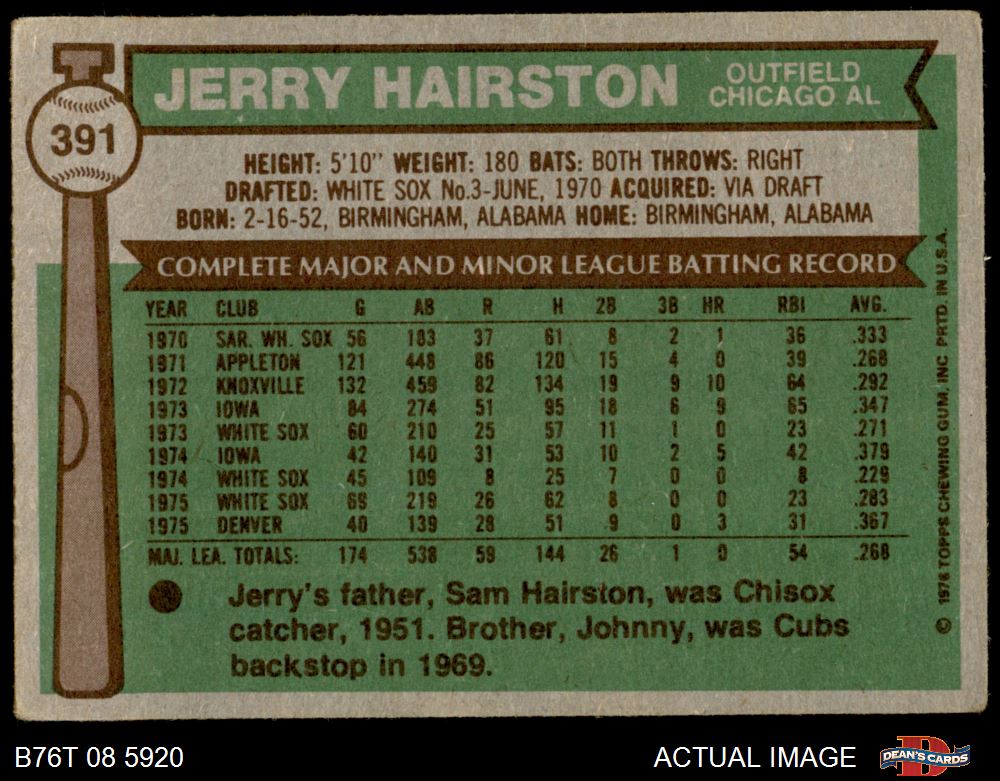 391
JERRY HAIRSTON
OUTFIELD
CHICAGO AL
HEIGHT: 5'10" WEIGHT: 180 BATS: BOTH THROWS: RIGHT
DRAFTED: WHITE SOX No.3-JUNE, 1970 ACQUIRED: VIA DRAFT
BORN: 2-16-52, BIRMINGHAM, ALABAMA HOME: BIRMINGHAM, ALABAMA
COMPLETE MAJOR AND MINOR LEAGUE BATTING RECORD
YEAR CLUB G AB R H 2B 3B HR RBI AVG.
1970 SAR. WH. SOX 56 183 37 61 8 2 1 36 .333
1971 APPLETON 121 448 86 120 15 4 0 39 .268
1972 KNOXVILLE 132 459 82 134 19 9 10 64 .292
1973 IOWA 84 274 51 95 18 6 9 65 .347
1973 WHITE SOX 60 210 25 57 11 1 0 23 .271
1974 IOWA 42 140 31 53 10 2 5 42 .379
1974 WHITE SOX 45 109 8 25 7 0 0 8 .229
1975 WHITE SOX 69 219 26 62 8 0 0 23 .283
1975 DENVER 40 139 28 51 9 0 3 31 .367
MAJ. LEA. TOTALS: 174 538 59 144 26 1 0 54 .268
Jerry's father, Sam Hairston, was Chisox
catcher, 1951. Brother, Johnny, was Cubs
backstop in 1969.
© 1976 TOPPS CHEWING GUM, INC. PRTD. IN U.S.A.
B76T 08 5920
ACTUAL IMAGE
DEAN'S CARDS